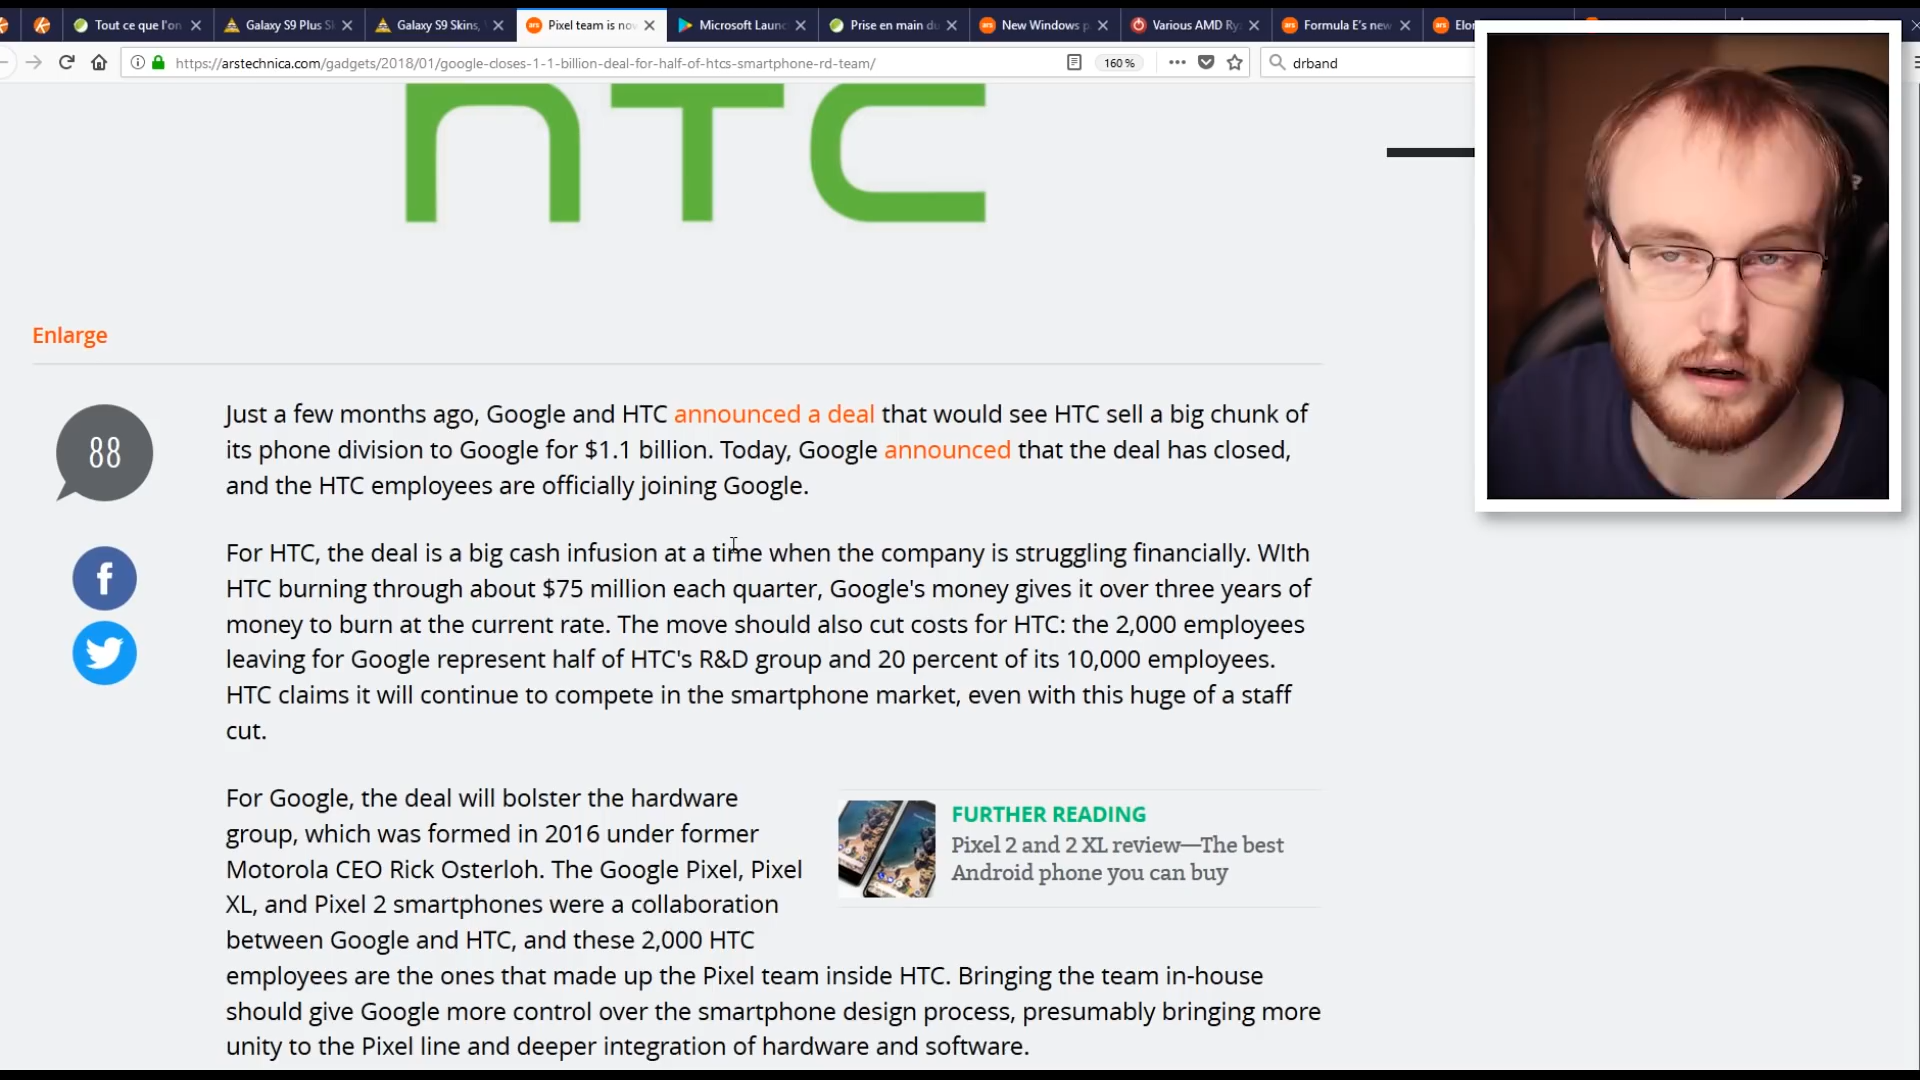 Tout ce que l'on
Galaxy S9 Plus S
Galaxy S9 Skins,
Pixel team is nov
Microsoft Launc
Prise en main du
New Windows p
Various AMD Ry
Formula E's new
Elon
https://arstechnica.com/gadgets/2018/01/google-closes-1-1-billion-deal-for-half-of-htcs-smartphone-rd-team/
160 %
drband
hTC
Enlarge
88
Just a few months ago, Google and HTC announced a deal that would see HTC sell a big chunk of
its phone division to Google for $1.1 billion. Today, Google announced that the deal has closed,
and the HTC employees are officially joining Google.
For HTC, the deal is a big cash infusion at a time when the company is struggling financially. WIth
HTC burning through about $75 million each quarter, Google's money gives it over three years of
money to burn at the current rate. The move should also cut costs for HTC: the 2,000 employees
leaving for Google represent half of HTC's R&D group and 20 percent of its 10,000 employees.
HTC claims it will continue to compete in the smartphone market, even with this huge of a staff
cut.
For Google, the deal will bolster the hardware
group, which was formed in 2016 under former
Motorola CEO Rick Osterloh. The Google Pixel, Pixel
XL, and Pixel 2 smartphones were a collaboration
between Google and HTC, and these 2,000 HTC
employees are the ones that made up the Pixel team inside HTC. Bringing the team in-house
should give Google more control over the smartphone design process, presumably bringing more
unity to the Pixel line and deeper integration of hardware and software.
FURTHER READING
Pixel 2 and 2 XL review—The best
Android phone you can buy